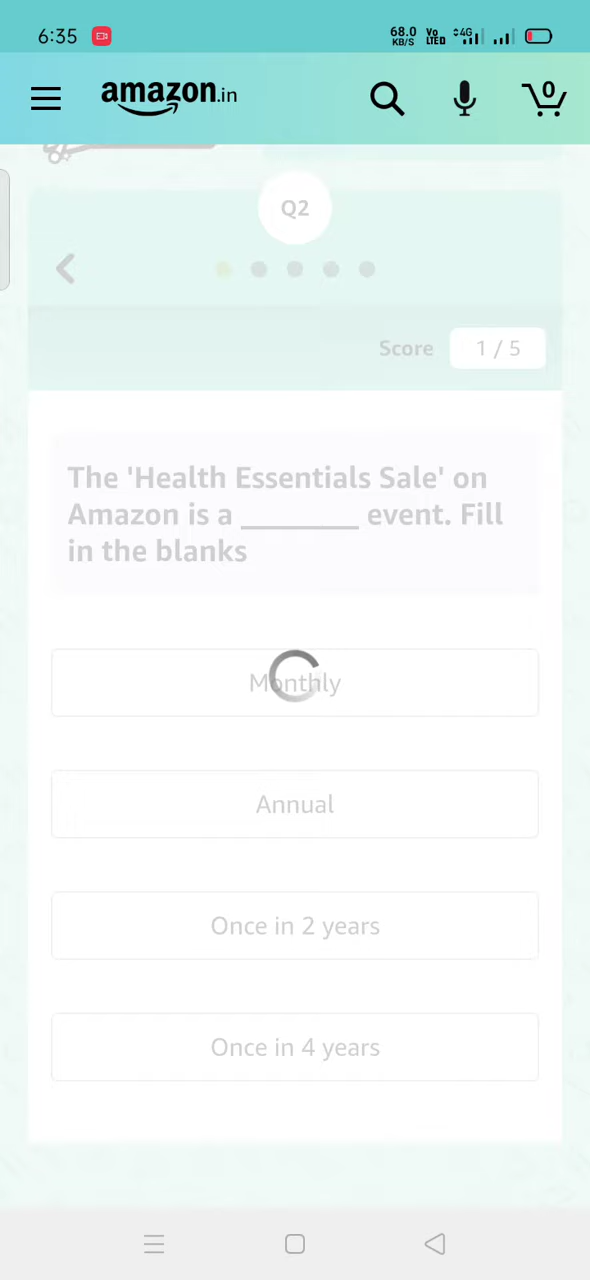 6:35
68.0
KB/S
Vo
LTED
4G
amazon.in
0
Q2
Score
1 / 5
The 'Health Essentials Sale' on
Amazon is a ________ event. Fill
in the blanks
Monthly
Annual
Once in 2 years
Once in 4 years